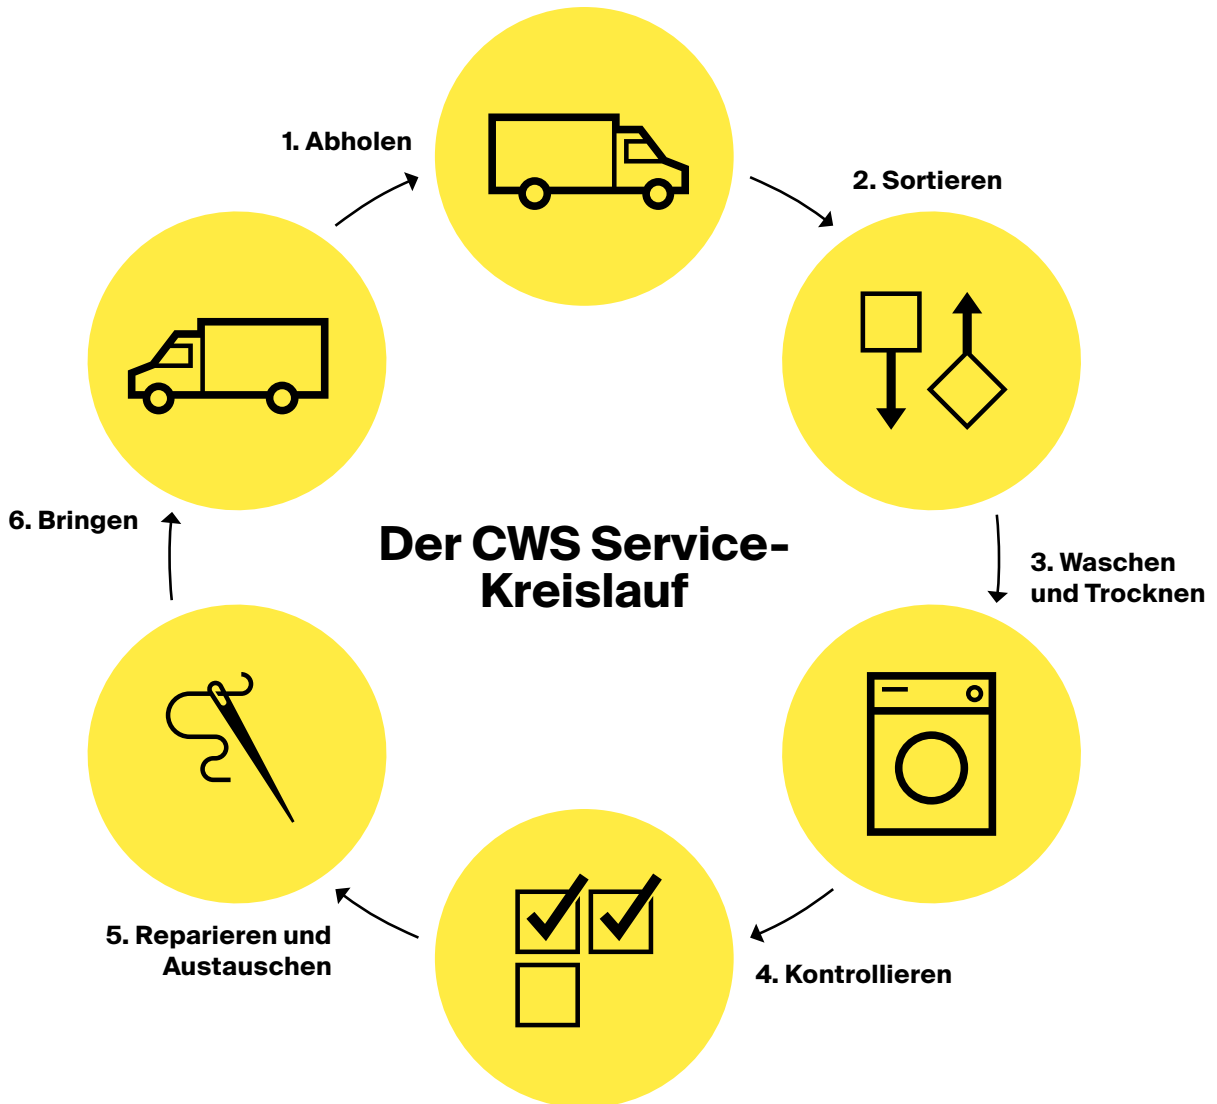 Der CWS Service-
Kreislauf
1. Abholen
2. Sortieren
3. Waschen
und Trocknen
4. Kontrollieren
5. Reparieren und
Austauschen
6. Bringen